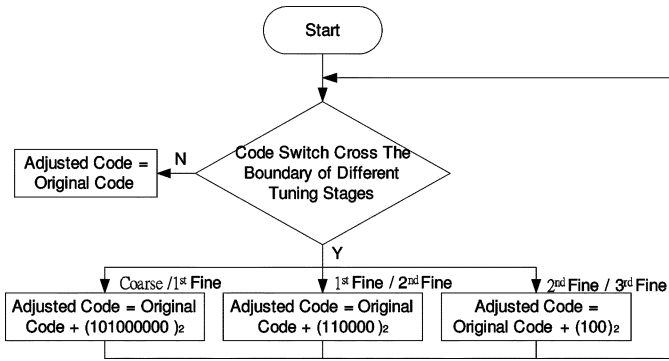 Start
Code Switch Cross The
Boundary of Different
Tuning Stages
N
Adjusted Code =
Original Code
Y
Coarse /1st Fine
1st Fine / 2nd Fine
2nd Fine / 3rd Fine
Adjusted Code = Original
Code + (101000000 )2
Adjusted Code = Original
Code + (110000 )2
Adjusted Code =
Original Code + (100)2